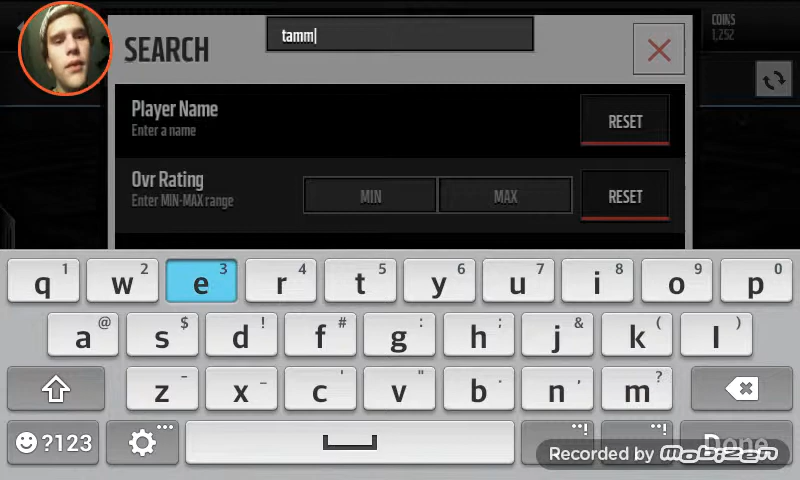 COINS
1,252
tamm
SEARCH
Player Name
Enter a name
RESET
Ovr Rating
Enter MIN-MAX range
MIN
MAX
RESET
q 1 w 2 e 3 r 4 t 5 y 6 u 7 i 8 o 9 p 0
a @ s $ d ! f # g : h ; j & k ( l )
z - x _ c ' v " b . n , m ?
?123
Done
Recorded by mobizen